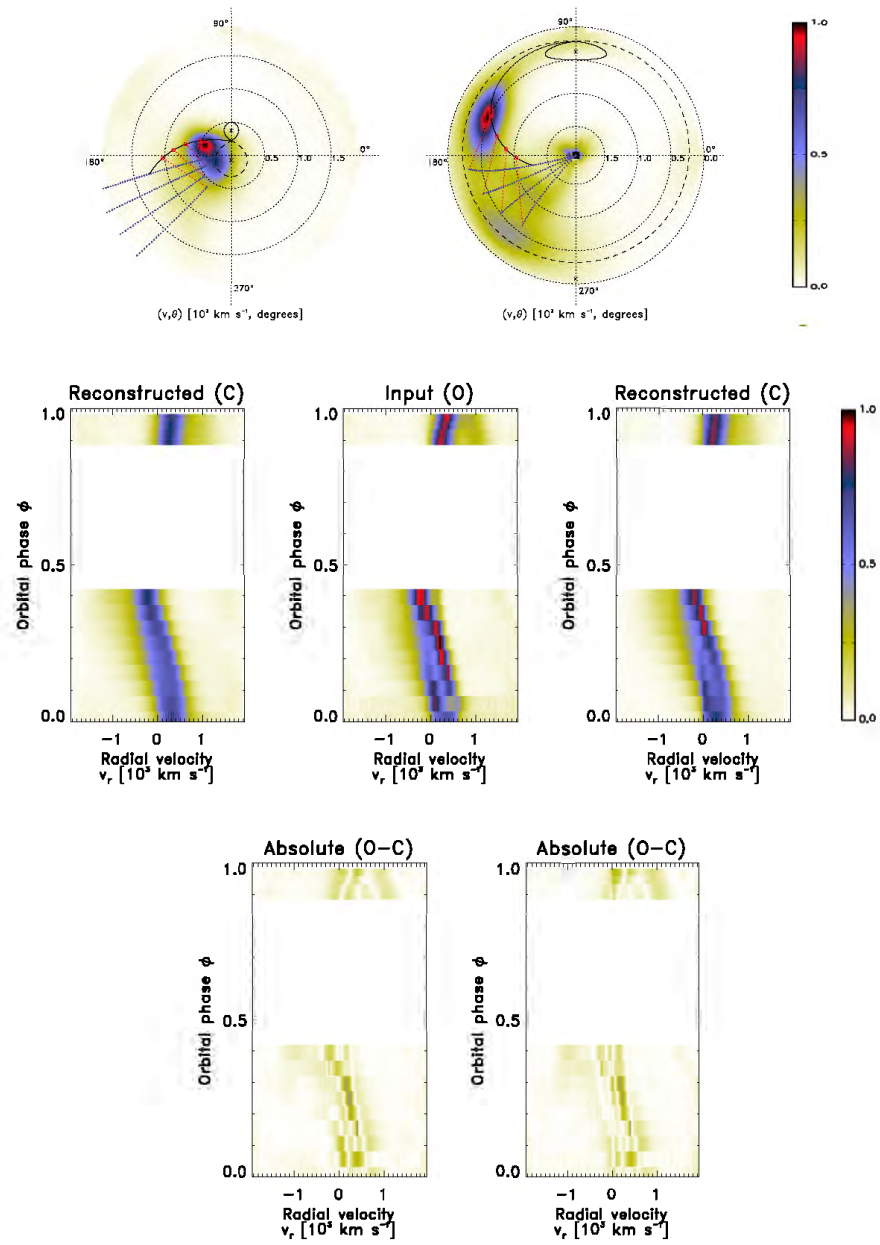 90° 90° 1.0
80° 0.5 1.0 1.5 0° 180° 1.5 1.0 0.5 0.0 0° 0.5
270° 270° 0.0
(v,θ) [10³ km s⁻¹, degrees] (v,θ) [10³ km s⁻¹, degrees]
Reconstructed (C) Input (O) Reconstructed (C)
1.0 1.0 1.0 1.0
Orbital phase ϕ Orbital phase ϕ Orbital phase ϕ
0.5 0.5 0.5 0.5
0.0 0.0 0.0 0.0
−1 0 1 −1 0 1 −1 0 1
Radial velocity Radial velocity Radial velocity
vᵣ [10³ km s⁻¹] vᵣ [10³ km s⁻¹] vᵣ [10³ km s⁻¹]
Absolute (O−C) Absolute (O−C)
1.0 1.0
Orbital phase ϕ Orbital phase ϕ
0.5 0.5
0.0 0.0
−1 0 1 −1 0 1
Radial velocity Radial velocity
vᵣ [10³ km s⁻¹] vᵣ [10³ km s⁻¹]